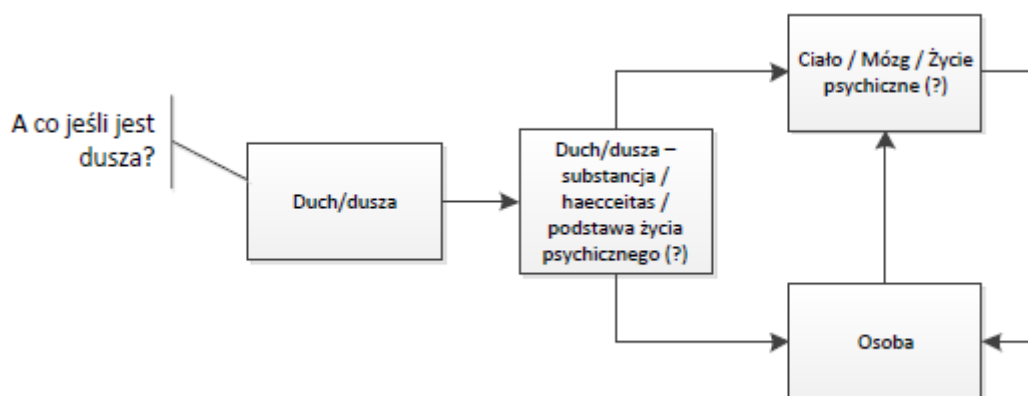 A co jeśli jest
dusza?
Duch/dusza
Duch/dusza –
substancja /
haecceitas /
podstawa życia
psychicznego (?)
Ciało / Mózg / Życie
psychiczne (?)
Osoba